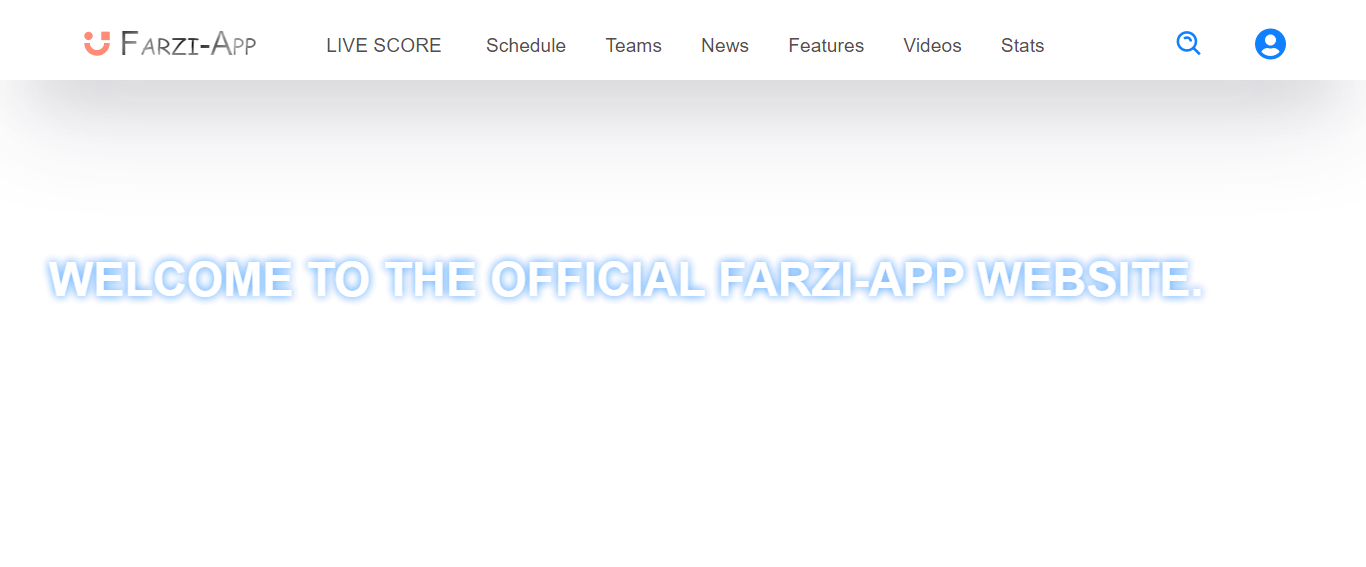 FARZI-APP LIVE SCORE Schedule Teams News Features Videos Stats
WELCOME TO THE OFFICIAL FARZI-APP WEBSITE.